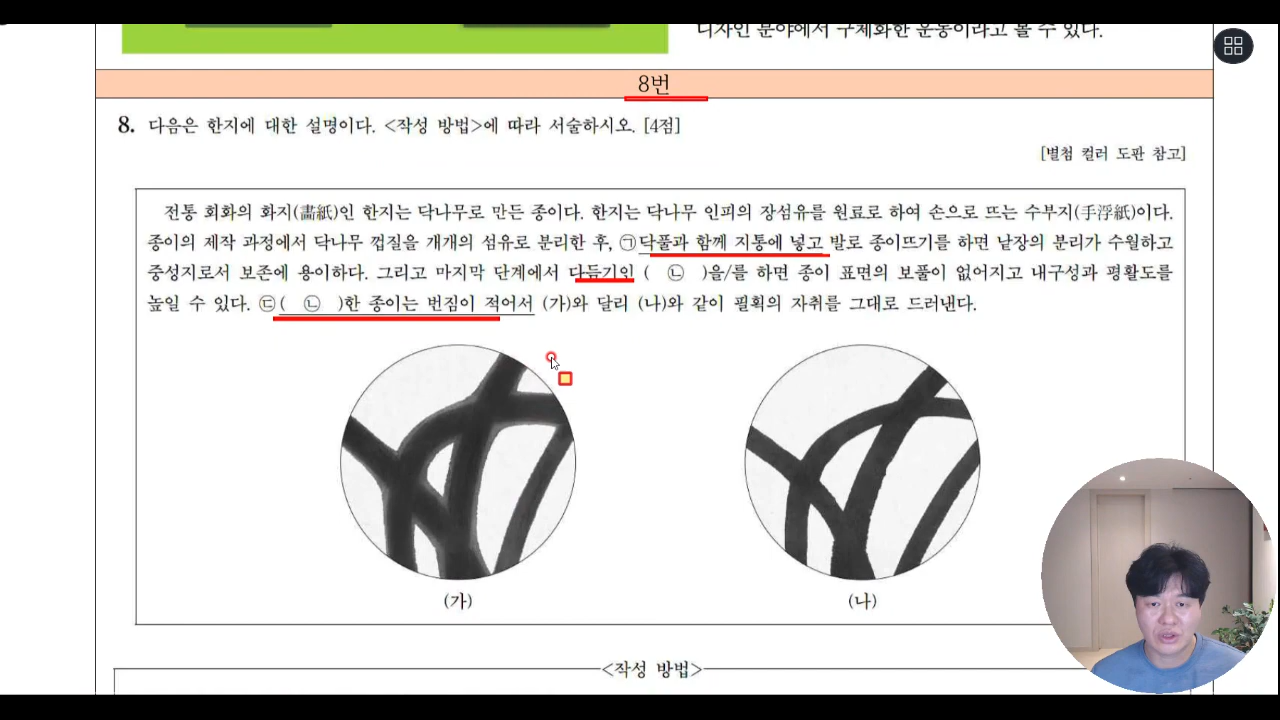 디자인 분야에서 구체화한 운동이라고 볼 수 있다.
8번
8. 다음은 한지에 대한 설명이다. <작성 방법>에 따라 서술하시오. [4점]
[별첨 컬러 도판 참고]
전통 회화의 화지(畵紙)인 한지는 닥나무로 만든 종이다. 한지는 닥나무 인피의 장섬유를 원료로 하여 손으로 뜨는 수부지(手浮紙)이다.
종이의 제작 과정에서 닥나무 껍질을 개개의 섬유로 분리한 후, ㉠닥풀과 함께 지통에 넣고 발로 종이뜨기를 하면 낱장의 분리가 수월하고
중성지로서 보존에 용이하다. 그리고 마지막 단계에서 다듬기인 ( ㉡ )을/를 하면 종이 표면의 보풀이 없어지고 내구성과 평활도를
높일 수 있다. ㉢( ㉡ )한 종이는 번짐이 적어서 (가)와 달리 (나)와 같이 필획의 자취를 그대로 드러낸다.
(가)
(나)
<작성 방법>